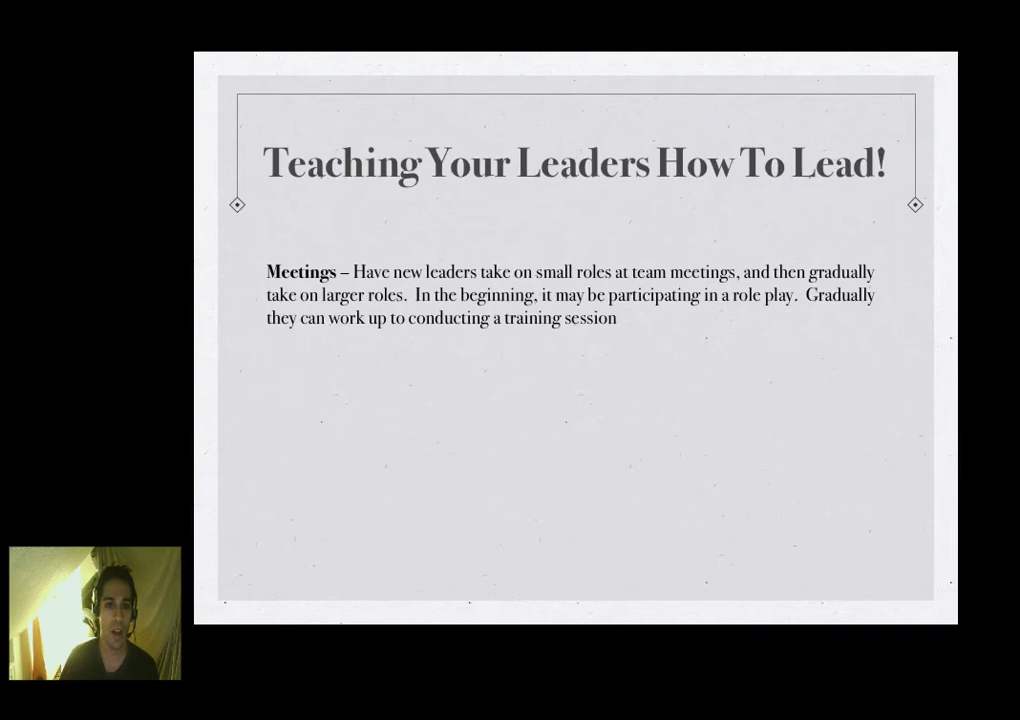 Teaching Your Leaders How To Lead!
Meetings – Have new leaders take on small roles at team meetings, and then gradually
take on larger roles.  In the beginning, it may be participating in a role play.  Gradually
they can work up to conducting a training session